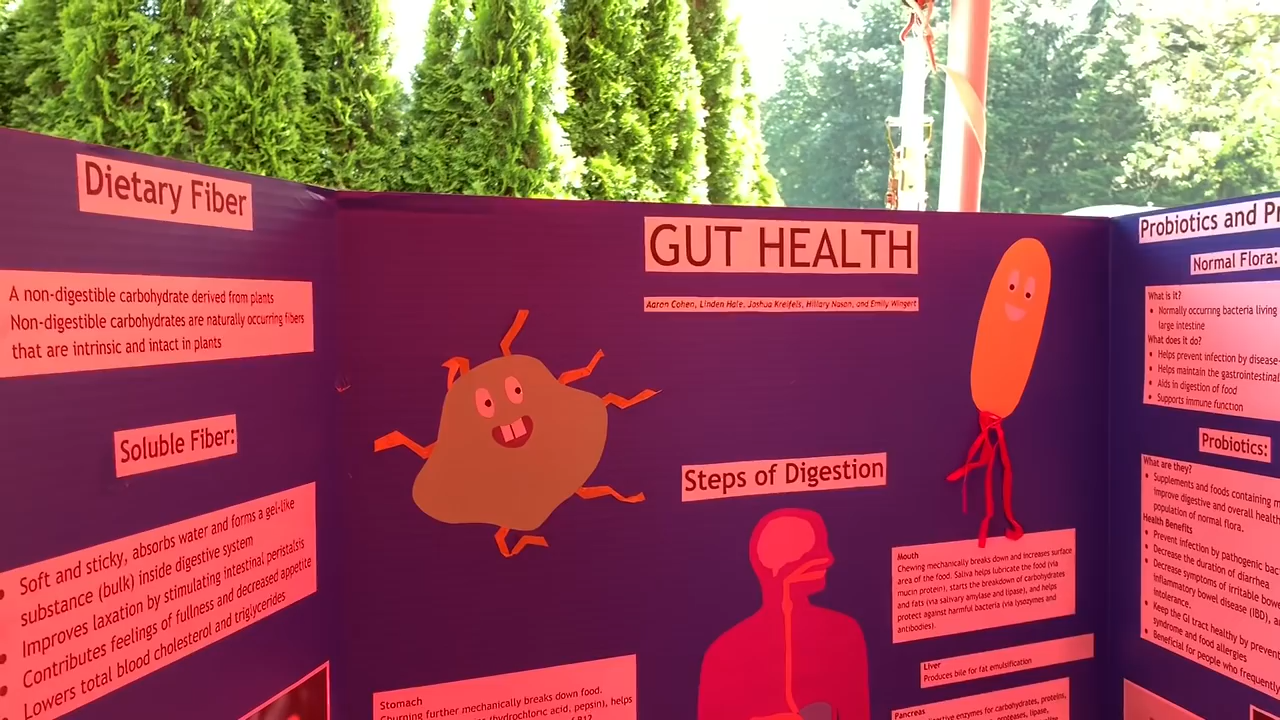 Dietary Fiber
A non-digestible carbohydrate derived from plants
Non-digestible carbohydrates are naturally occurring fibers
that are intrinsic and intact in plants
Soluble Fiber:
Soft and sticky, absorbs water and forms a gel-like
substance (bulk) inside digestive system
Improves laxation by stimulating intestinal peristalsis
Contributes feelings of fullness and decreased appetite
Lowers total blood cholesterol and triglycerides
GUT HEALTH
Aaron Cohen, Linden Hale, Joshua Kreifels, Hillary Nason, and Emily Wingert
Steps of Digestion
Stomach
Churning further mechanically breaks down food.
(hydrochloric acid, pepsin), helps
Mouth
Chewing mechanically breaks down and increases surface
area of the food. Saliva helps lubricate the food (via
mucin protein), starts the breakdown of carbohydrates
and fats (via salivary amylase and lipase), and helps
protect against harmful bacteria (via lysozymes and
antibodies).
Liver
Produces bile for fat emulsification
Pancreas
enzymes for carbohydrates, proteins,
proteases, lipase,
Probiotics and Pr
Normal Flora:
What is it?
• Normally occurring bacteria living
large intestine
What does it do?
• Helps prevent infection by disease-
• Helps maintain the gastrointestinal
• Aids in digestion of food
• Supports immune function
Probiotics:
What are they?
• Supplements and foods containing m
improve digestive and overall health
population of normal flora.
Health Benefits
• Prevent infection by pathogenic bac
• Decrease the duration of diarrhea
• Decrease symptoms of irritable bow
inflammatory bowel disease (IBD), a
intolerance.
• Keep the GI tract healthy by prevent
syndrome and food allergies
• Beneficial for people who frequently